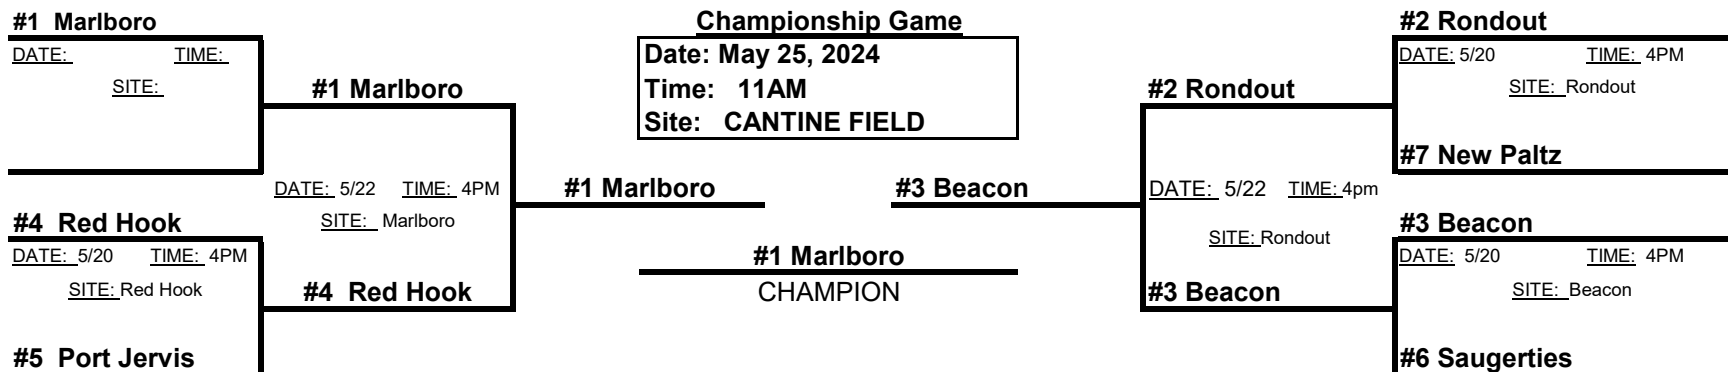 #1 Marlboro
DATE: TIME:
SITE:
#1 Marlboro
DATE: 5/22 TIME: 4PM
SITE: Marlboro
#4 Red Hook
DATE: 5/20 TIME: 4PM
SITE: Red Hook
#4 Red Hook
#5 Port Jervis
Championship Game
Date: May 25, 2024
Time: 11AM
Site: CANTINE FIELD
#1 Marlboro
#3 Beacon
#1 Marlboro
CHAMPION
#2 Rondout
DATE: 5/22 TIME: 4pm
SITE: Rondout
#3 Beacon
#2 Rondout
DATE: 5/20 TIME: 4PM
SITE: Rondout
#7 New Paltz
#3 Beacon
DATE: 5/20 TIME: 4PM
SITE: Beacon
#6 Saugerties